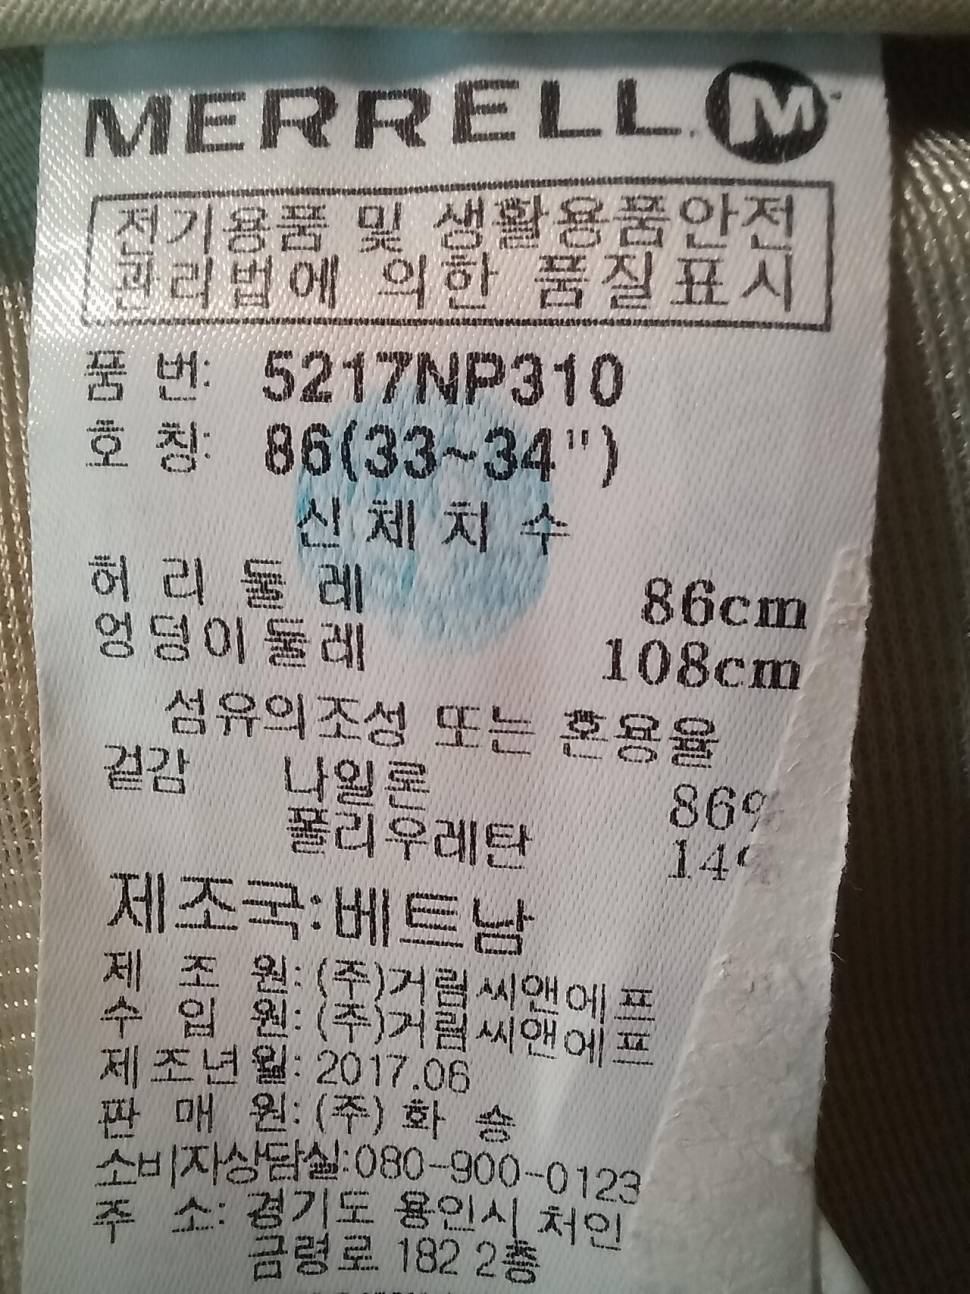 MERRELL M
전기용품 및 생활용품안전
관리법에 의한 품질표시
품 번: 5217NP310
호 칭: 86(33~34")
신체치수
허리둘레 86cm
엉덩이둘레 108cm
섬유의조성 또는 혼용율
겉감 나일론 86%
폴리우레탄 14%
제조국:베트남
제 조 원: (주)거림씨앤에프
수 입 원: (주)거림씨앤에프
제조년월: 2017.06
판 매 원: (주) 화 승
소비자상담실:080-900-0123
주 소: 경기도 용인시 처인
금령로 182 2층